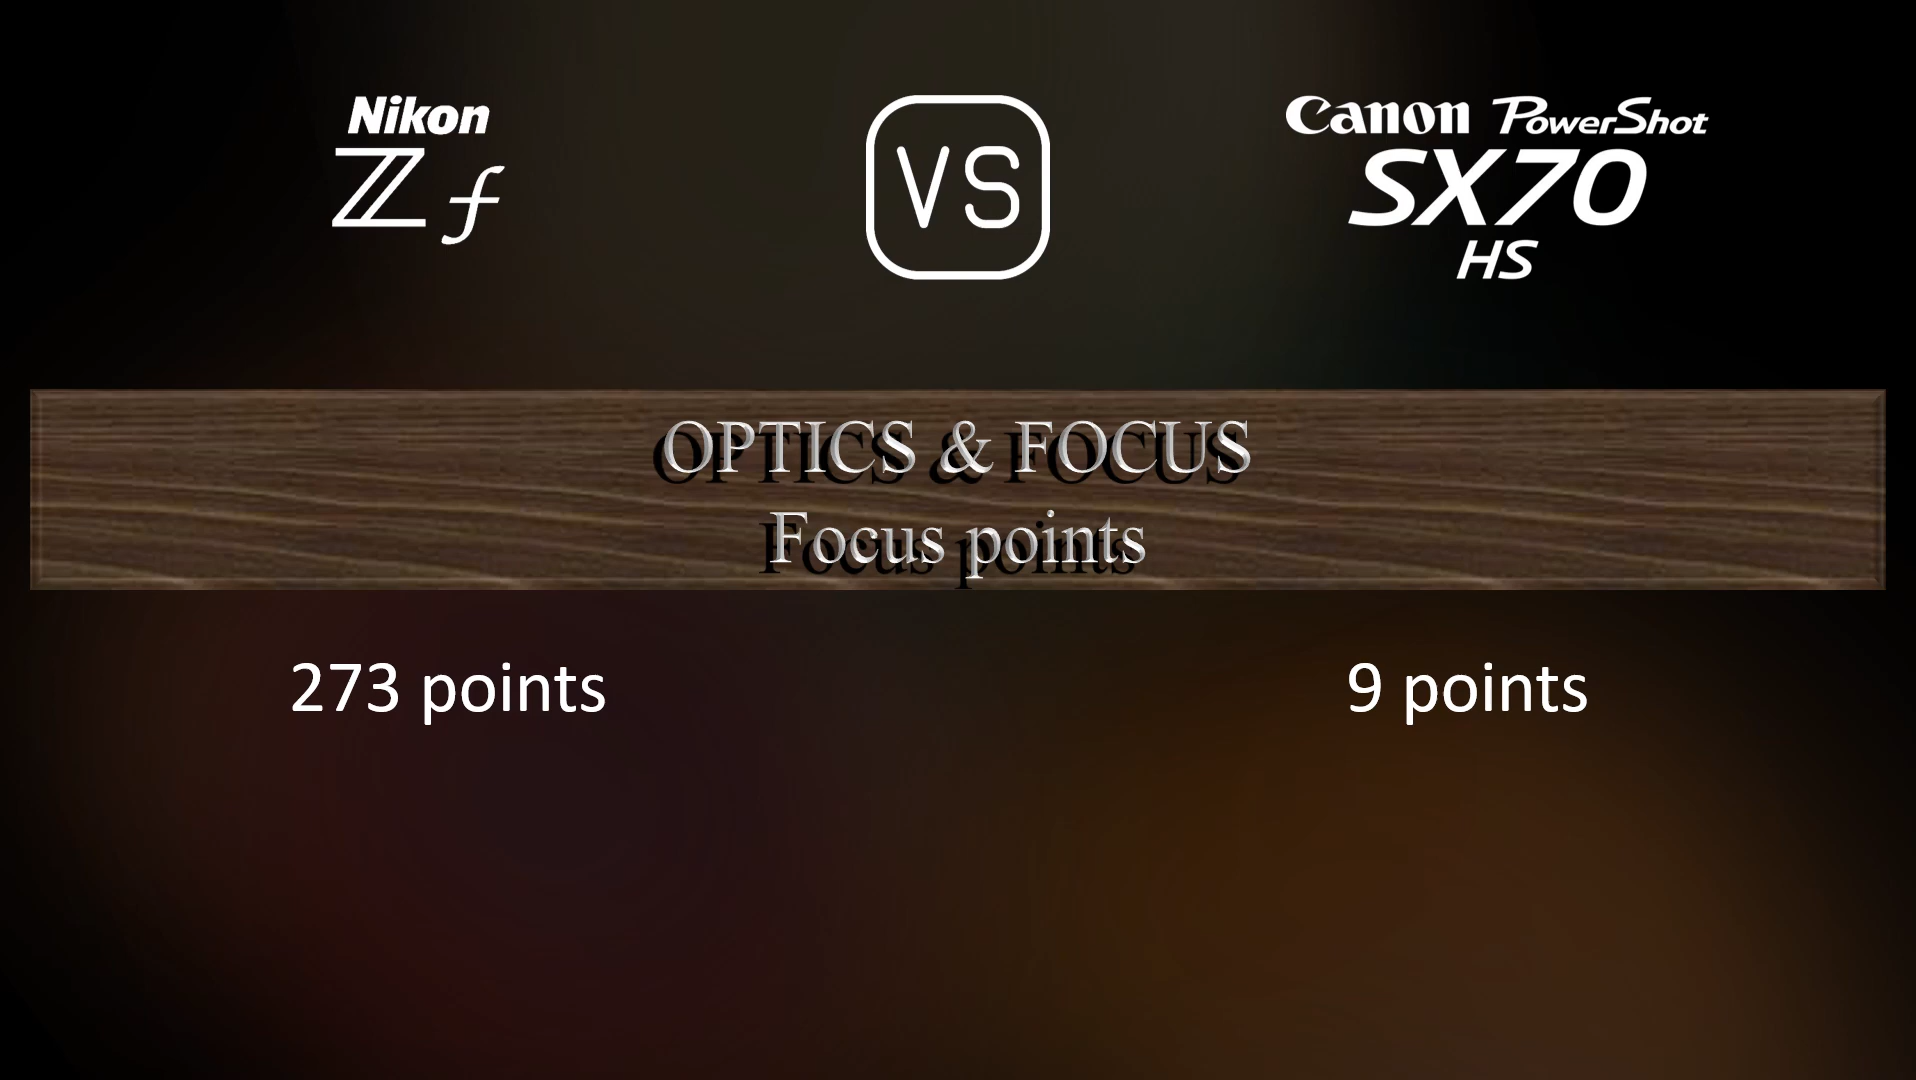 Nikon
Z f
VS
Canon PowerShot
SX70
HS
OPTICS & FOCUS
Focus points
273 points
9 points